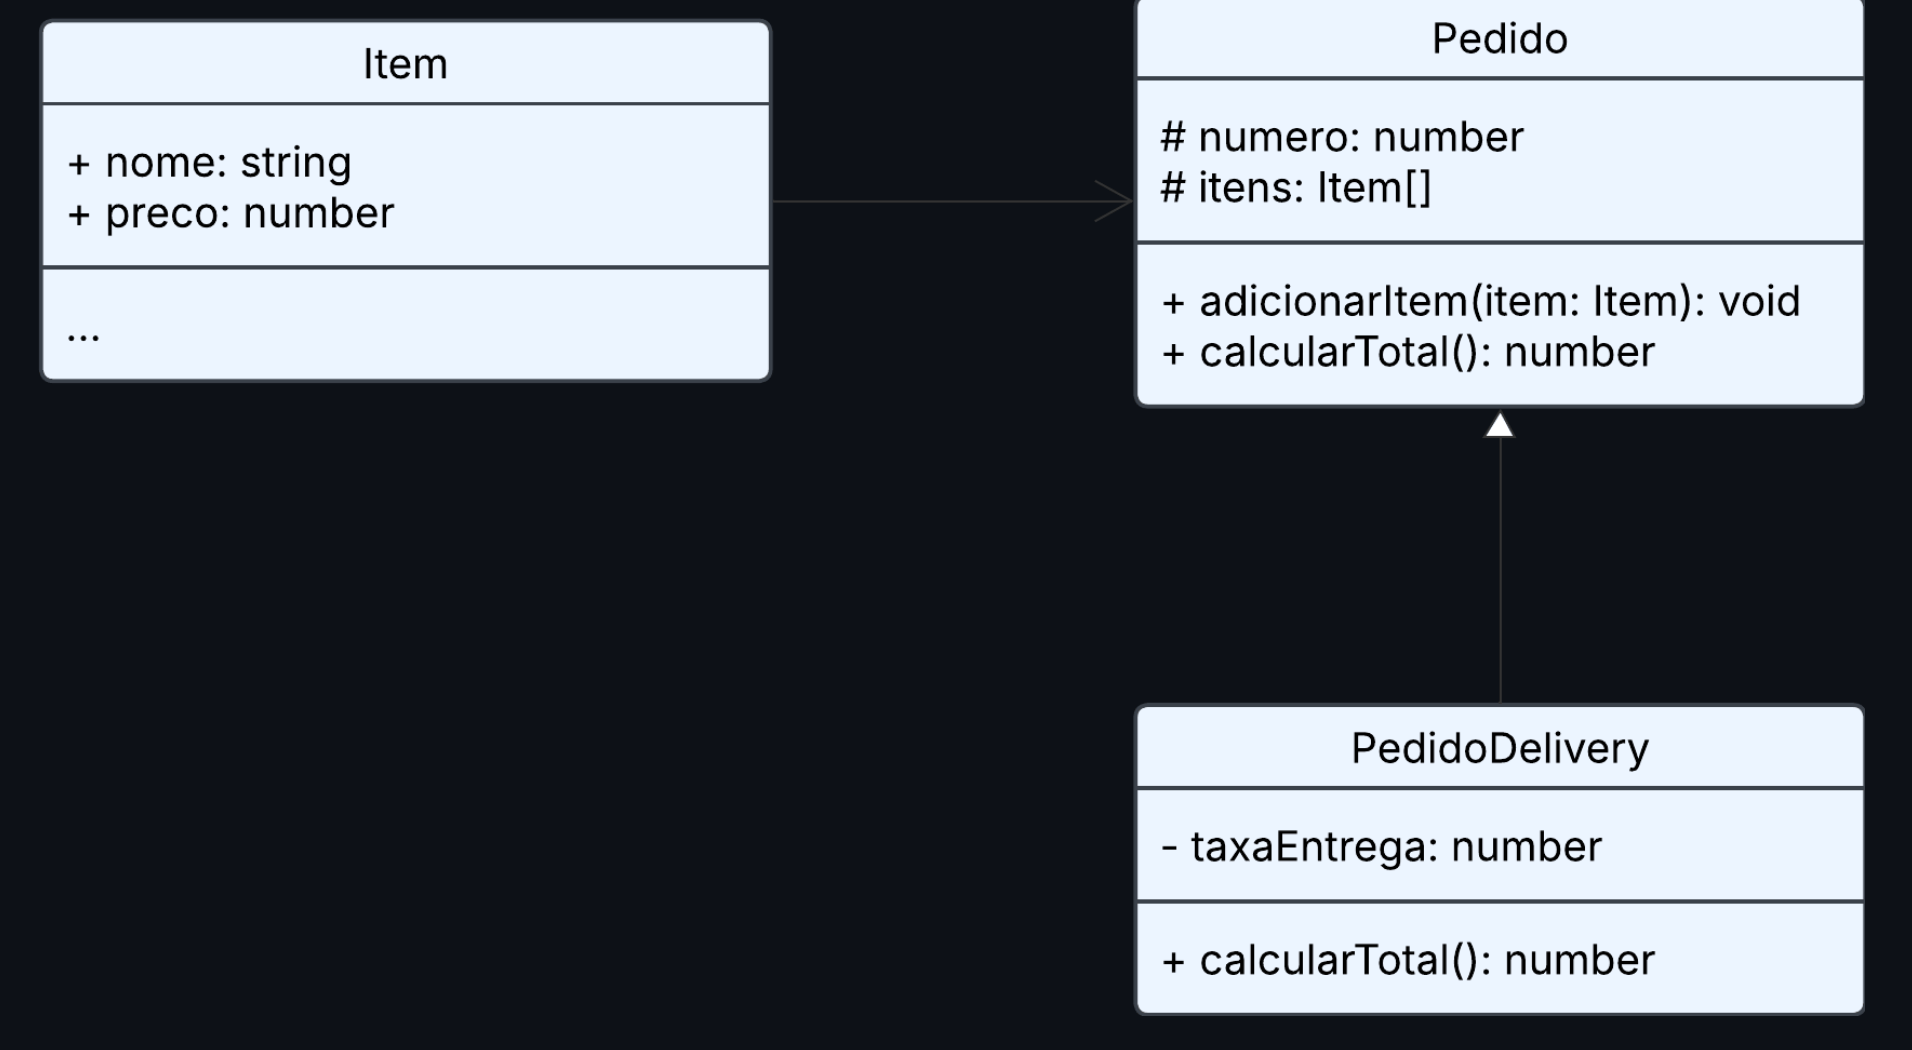 Item
+ nome: string
+ preco: number
...
Pedido
# numero: number
# itens: Item[]
+ adicionarItem(item: Item): void
+ calcularTotal(): number
PedidoDelivery
- taxaEntrega: number
+ calcularTotal(): number